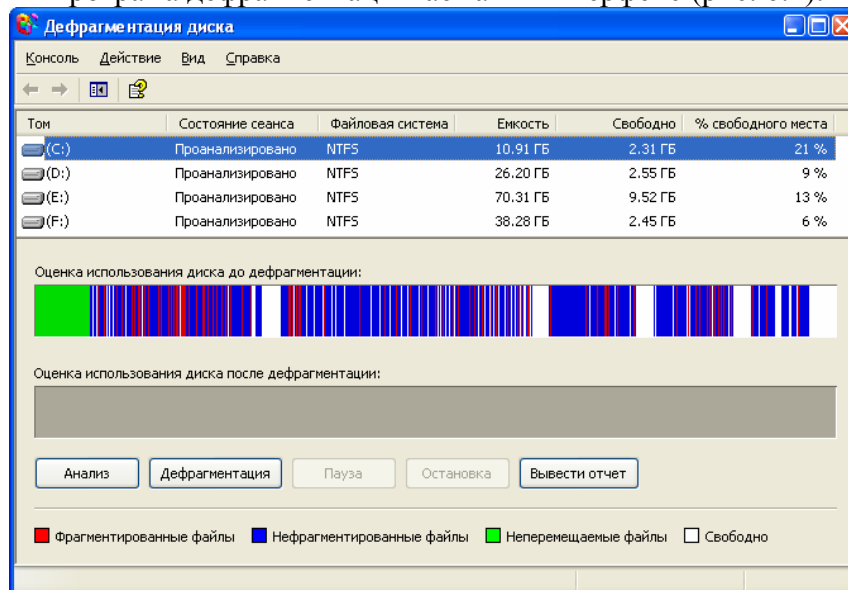 Дефрагментация диска
Консоль Действие Вид Справка
Том Состояние сеанса Файловая система Емкость Свободно % свободного места
(C:) Проанализировано NTFS 10.91 ГБ 2.31 ГБ 21 %
(D:) Проанализировано NTFS 26.20 ГБ 2.55 ГБ 9 %
(E:) Проанализировано NTFS 70.31 ГБ 9.52 ГБ 13 %
(F:) Проанализировано NTFS 38.28 ГБ 2.45 ГБ 6 %
Оценка использования диска до дефрагментации:
Оценка использования диска после дефрагментации:
Анализ Дефрагментация Пауза Остановка Вывести отчет
Фрагментированные файлы Нефрагментированные файлы Неперемещаемые файлы Свободно